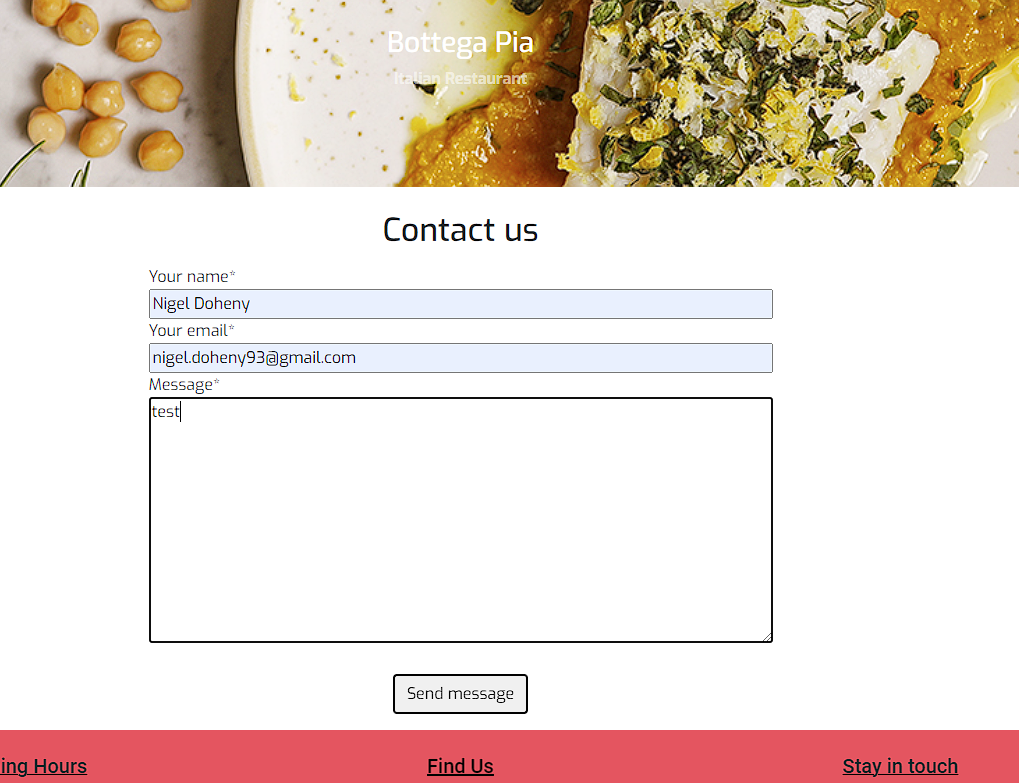 Bottega Pia
Italian Restaurant
Contact us
Your name*
Nigel Doheny
Your email*
nigel.doheny93@gmail.com
Message*
test
Send message
ing Hours
Find Us
Stay in touch